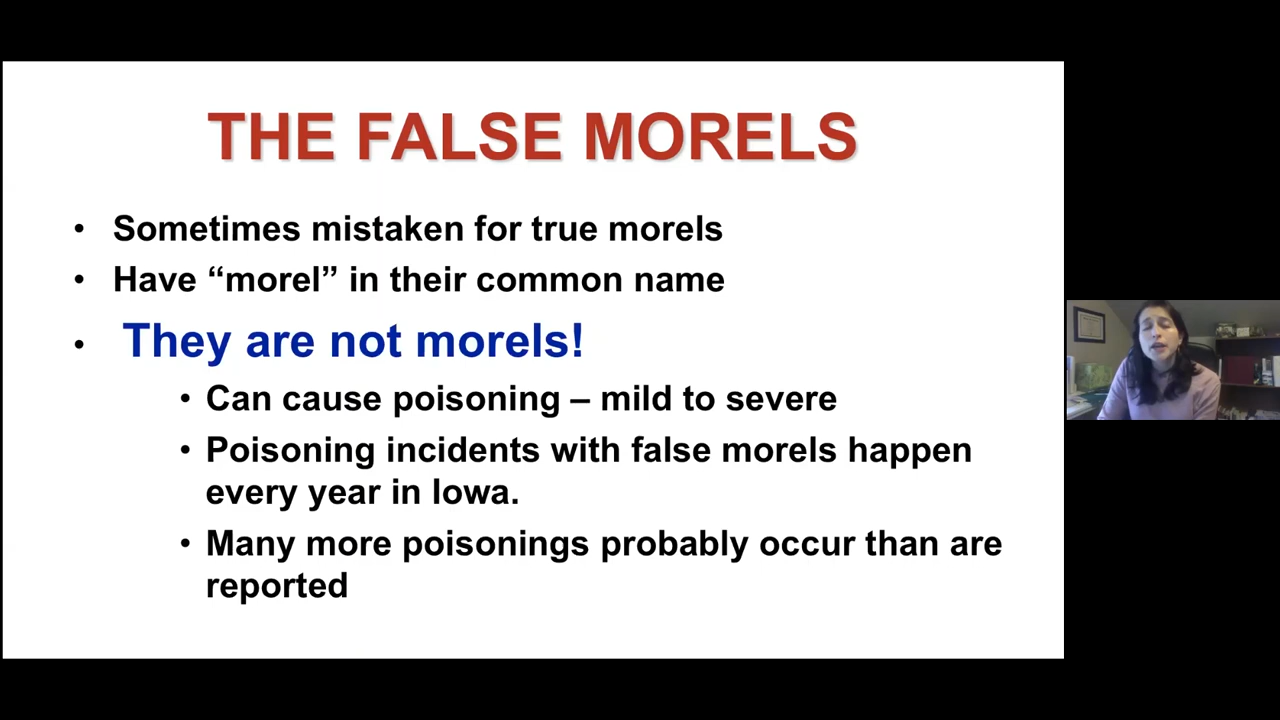 THE FALSE MORELS
• Sometimes mistaken for true morels
• Have “morel” in their common name
• They are not morels!
• Can cause poisoning – mild to severe
• Poisoning incidents with false morels happen
every year in Iowa.
• Many more poisonings probably occur than are
reported